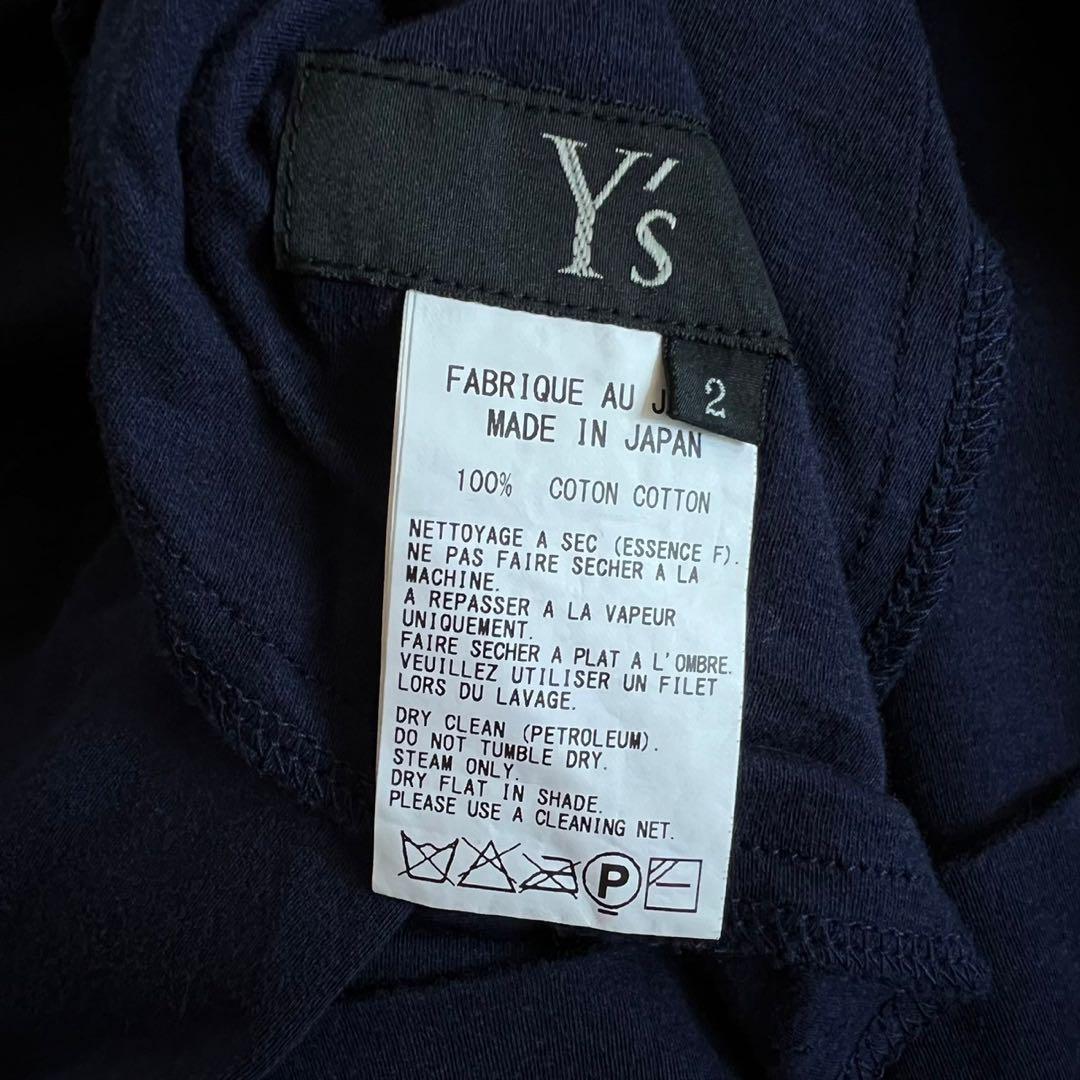 Y's
2
FABRIQUE AU
MADE IN JAPAN
100% COTON COTTON
NETTOYAGE A SEC (ESSENCE F).
NE PAS FAIRE SECHER A LA
MACHINE.
A REPASSER A LA VAPEUR
UNIQUEMENT.
FAIRE SECHER A PLAT A L'OMBRE.
VEUILLEZ UTILISER UN FILET
LORS DU LAVAGE.
DRY CLEAN (PETROLEUM).
DO NOT TUMBLE DRY.
STEAM ONLY.
DRY FLAT IN SHADE.
PLEASE USE A CLEANING NET.
P